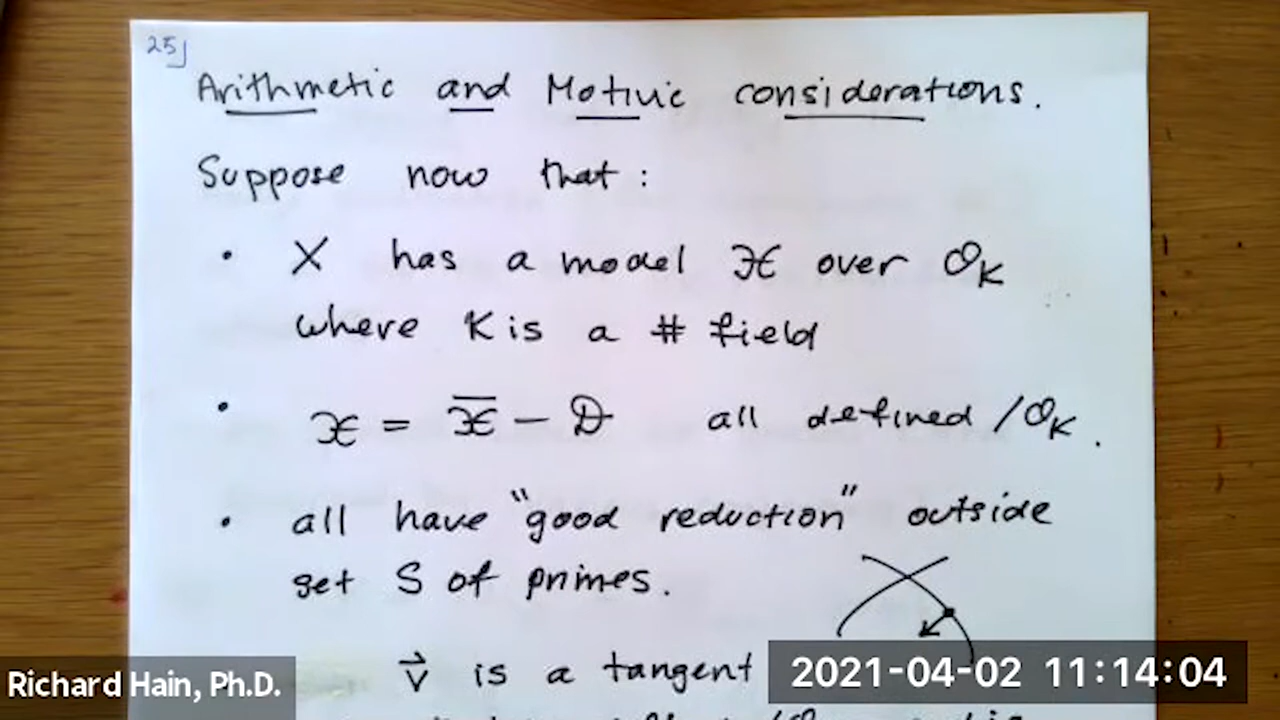 25
Arithmetic and Motivic considerations.
Suppose now that :
• X has a model 𝒳 over 𝒪_K
where K is a # field
• 𝒳 = 𝒳̅ − 𝒟 all defined /𝒪_K .
• all have "good reduction" outside
set S of primes.
v⃗ is a tangent
Richard Hain, Ph.D.
2021-04-02 11:14:04